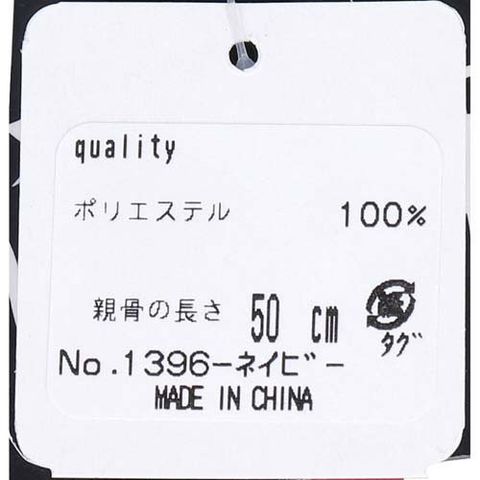 quality
ポリエステル 100%
親骨の長さ 50 cm
タグ
No.1396-ネイビー
MADE IN CHINA